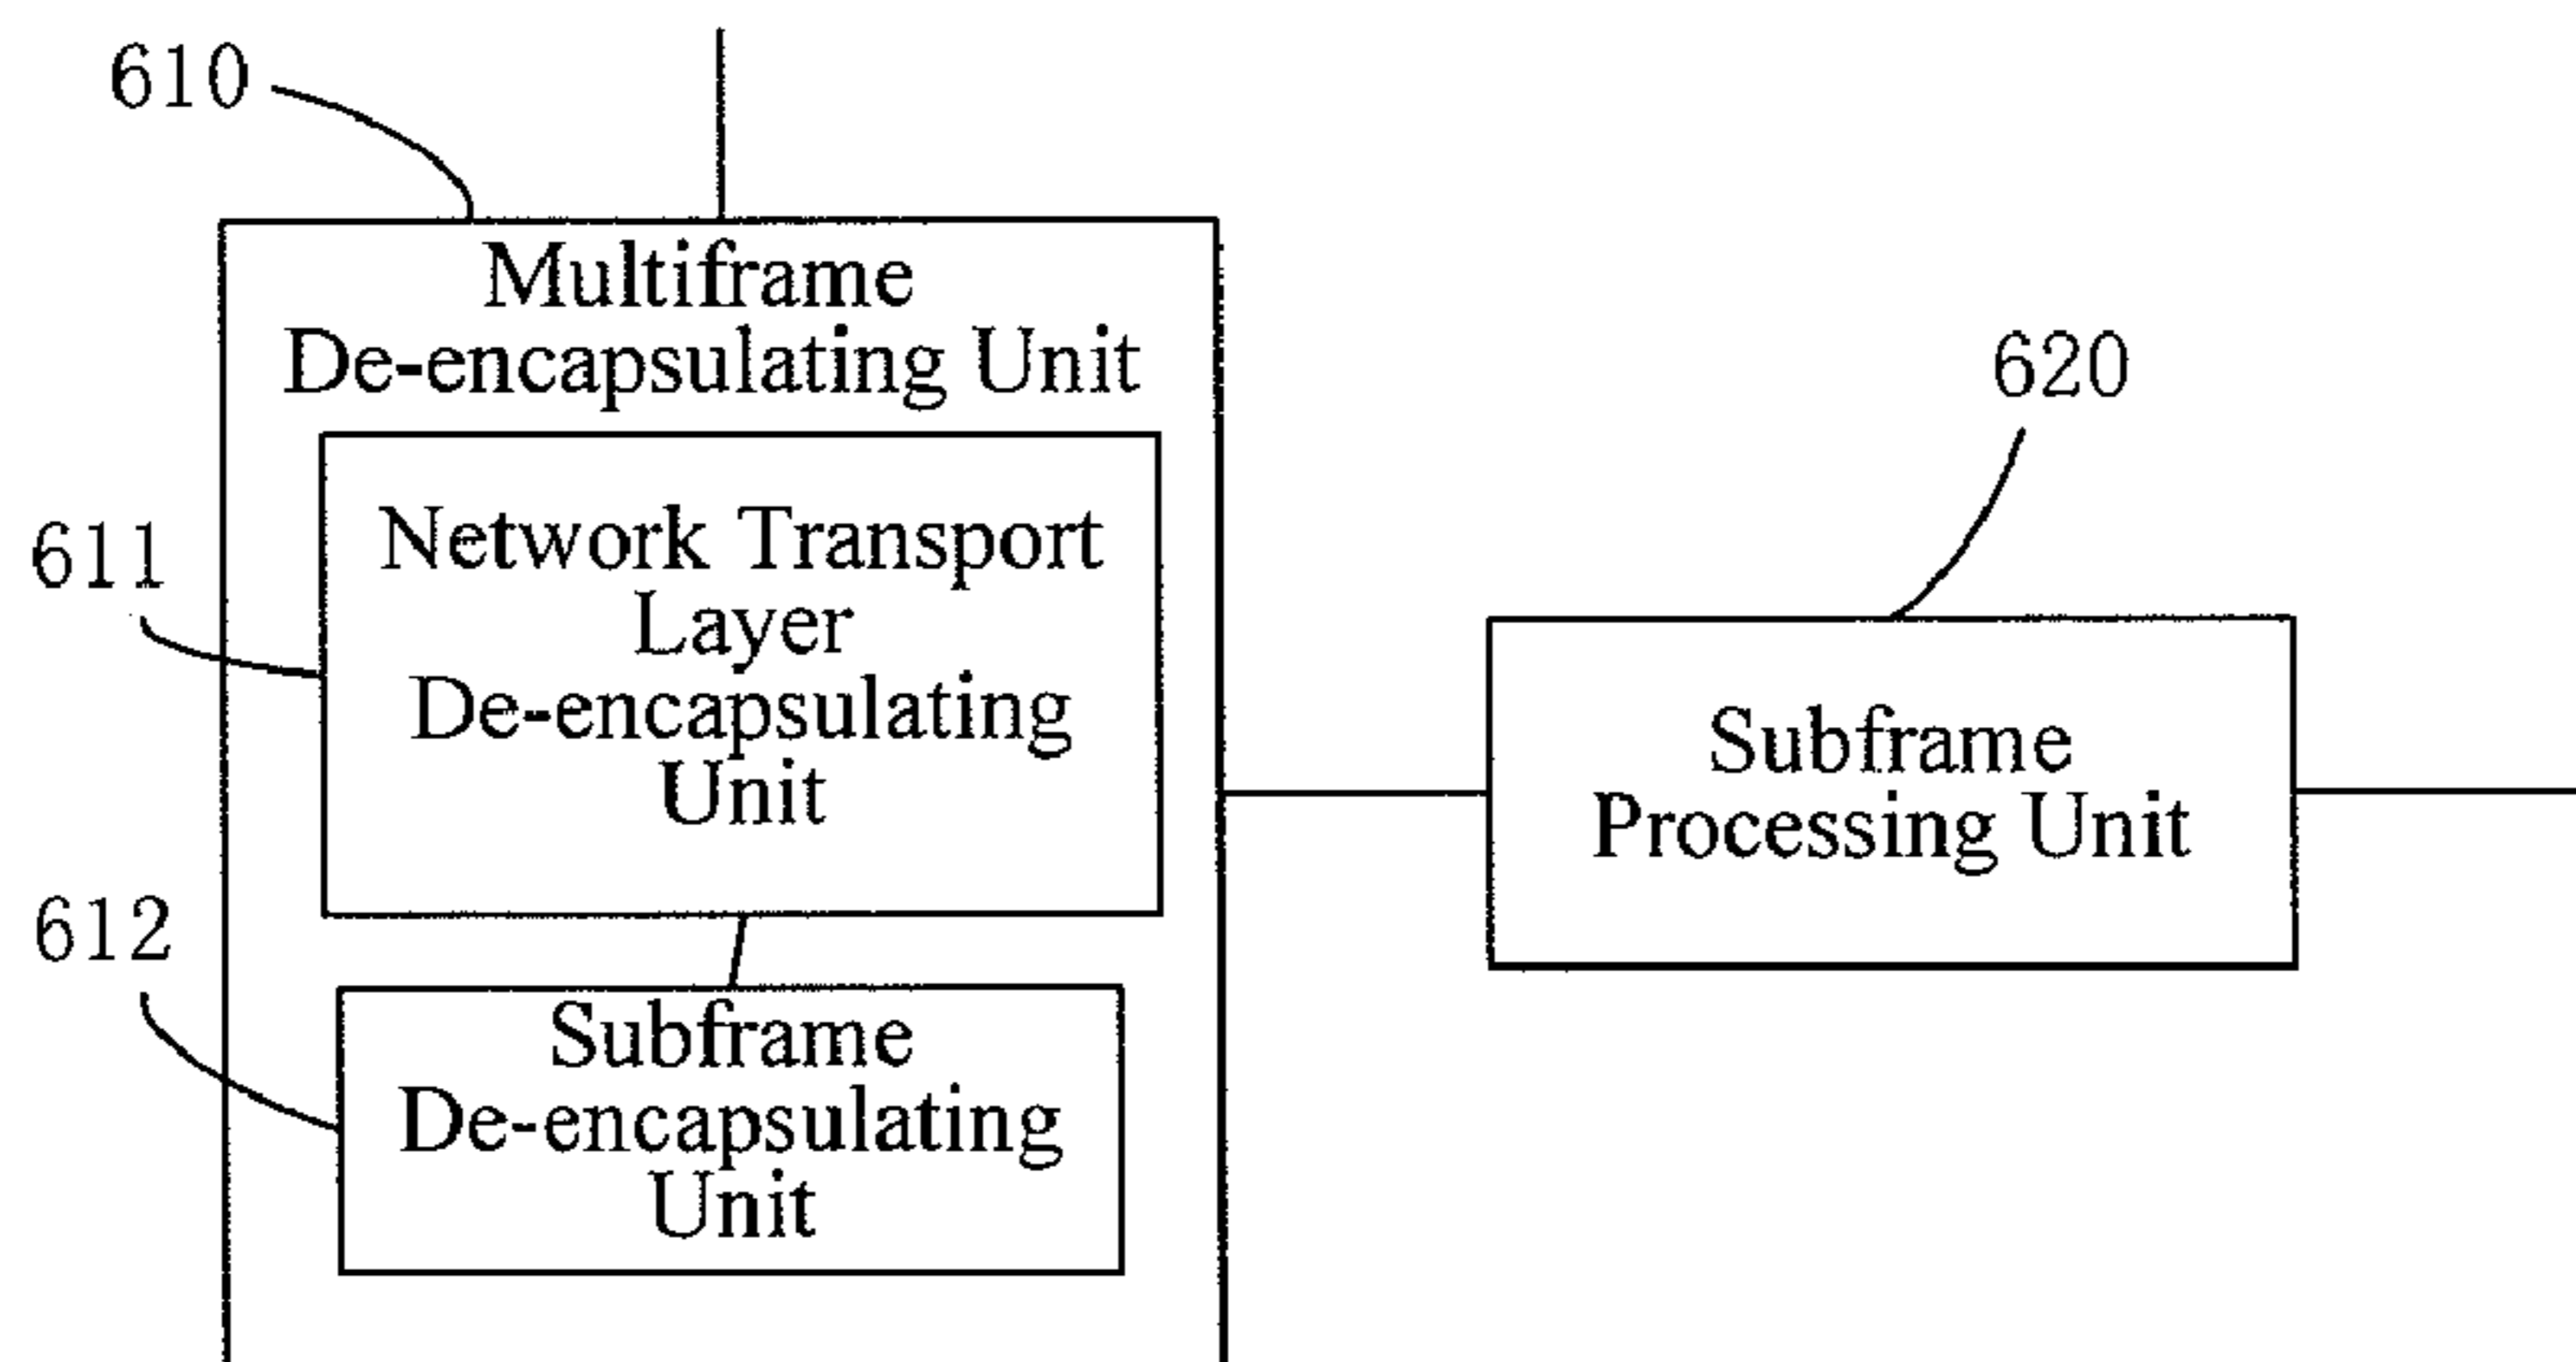 610
Multiframe
De-encapsulating Unit
620
611
Network Transport
Layer
De-encapsulating
Unit
Subframe
Processing Unit
612
Subframe
De-encapsulating
Unit